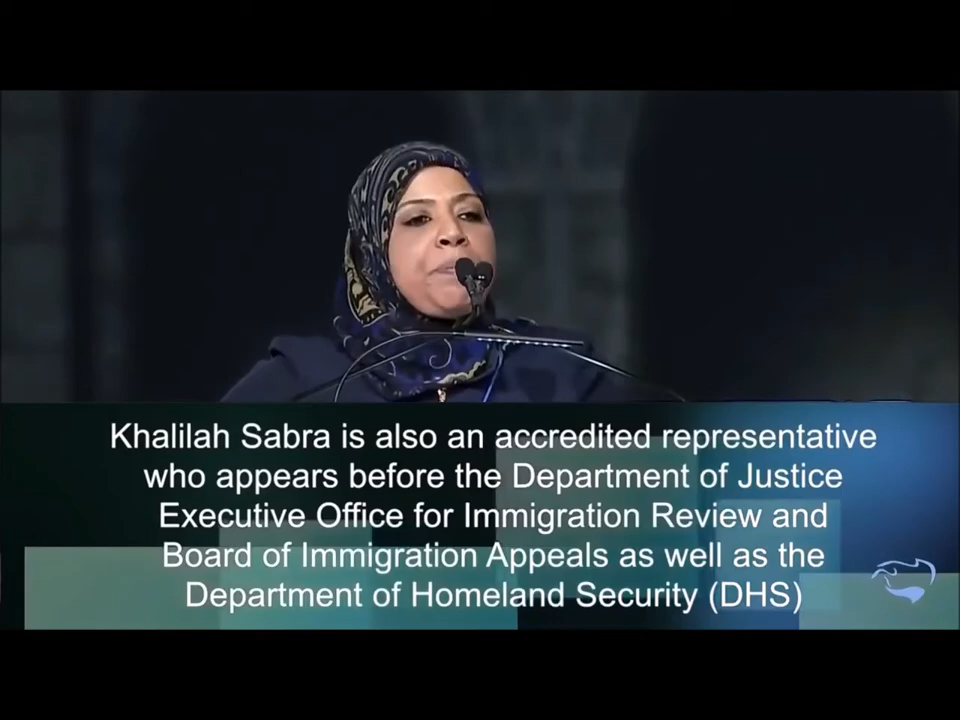 Khalilah Sabra is also an accredited representative
who appears before the Department of Justice
Executive Office for Immigration Review and
Board of Immigration Appeals as well as the
Department of Homeland Security (DHS)